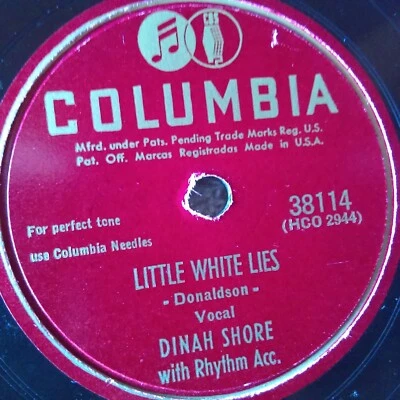 CBS
COLUMBIA
Mfrd. under Pats. Pending Trade Marks Reg. U.S.
Pat. Off. Marcas Registradas Made in U.S.A.
For perfect tone
use Columbia Needles
38114
(HCO 2944)
LITTLE WHITE LIES
- Donaldson -
Vocal
DINAH SHORE
with Rhythm Acc.